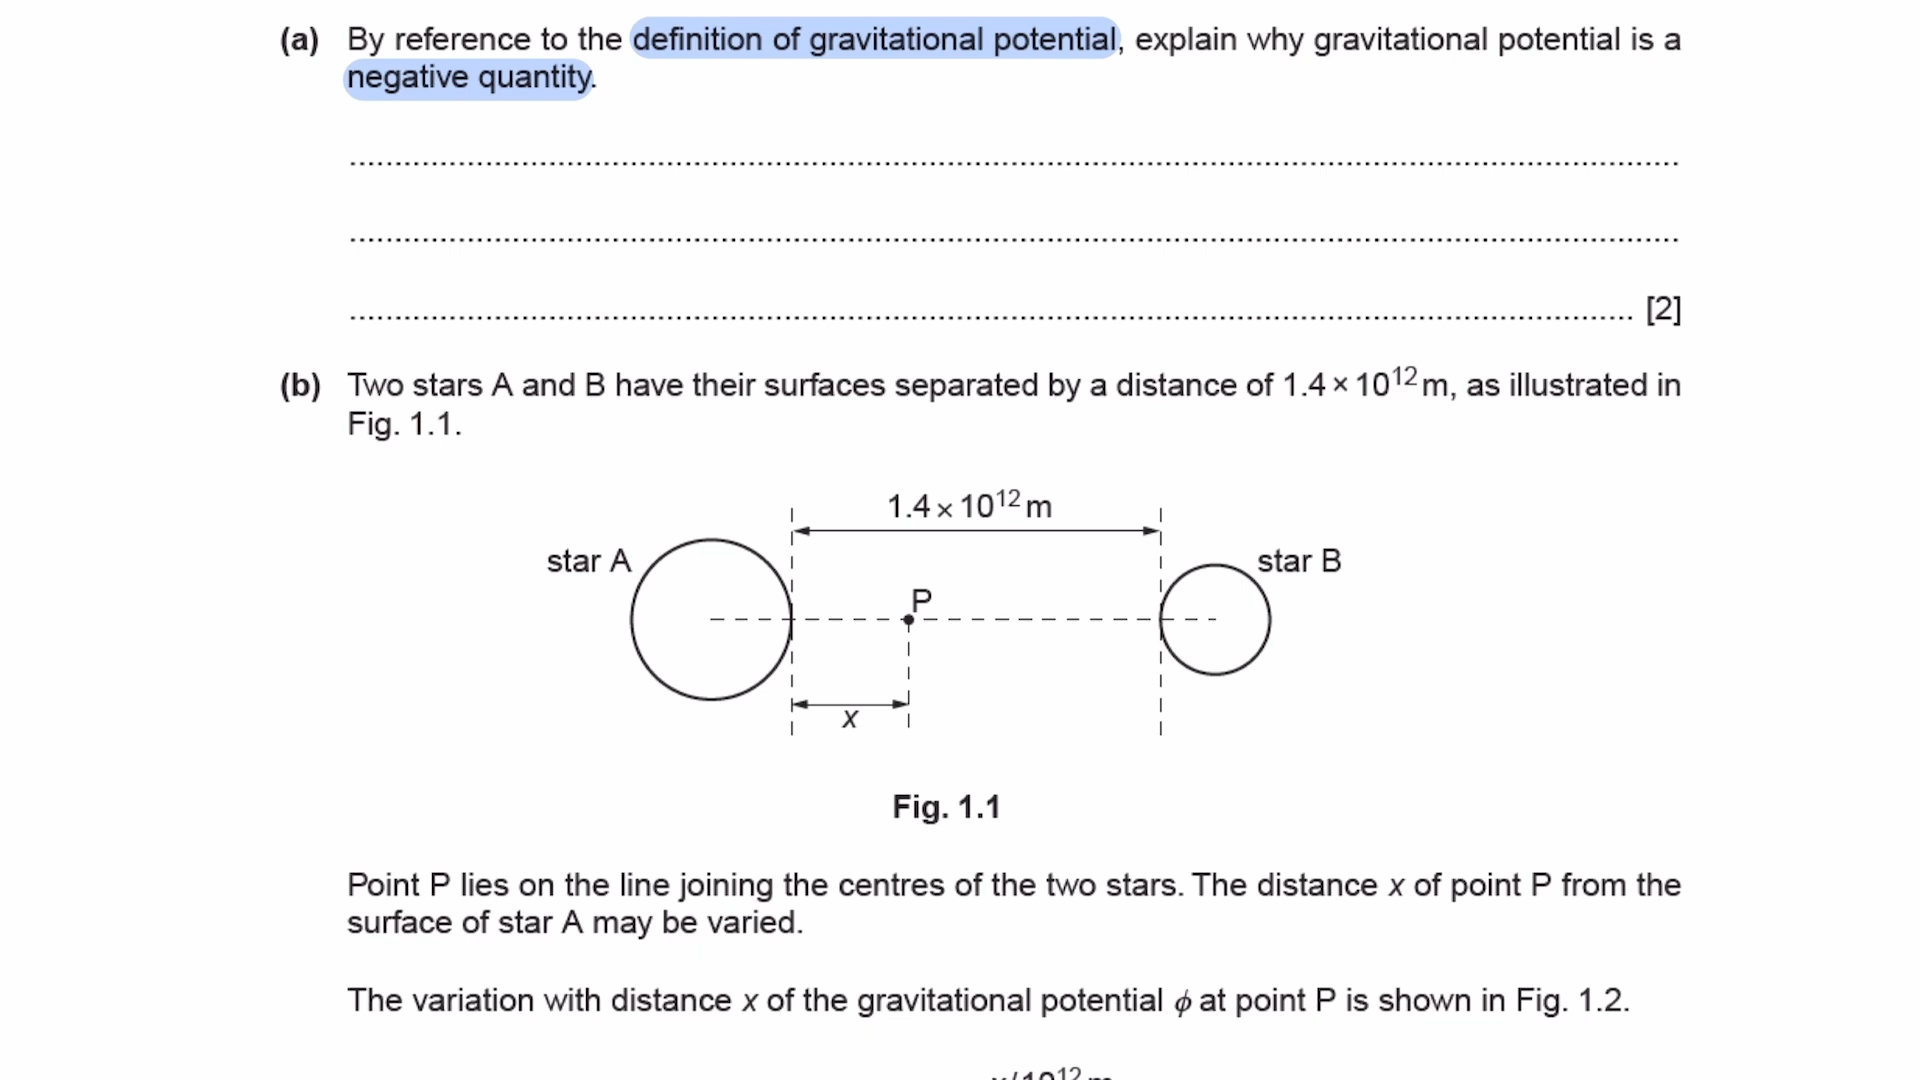 (a) By reference to the definition of gravitational potential, explain why gravitational potential is a
negative quantity.
[2]
(b) Two stars A and B have their surfaces separated by a distance of 1.4 × 10¹² m, as illustrated in
Fig. 1.1.
1.4 × 10¹² m
star A
star B
P
x
Fig. 1.1
Point P lies on the line joining the centres of the two stars. The distance x of point P from the
surface of star A may be varied.
The variation with distance x of the gravitational potential ϕ at point P is shown in Fig. 1.2.
x / 10¹² m